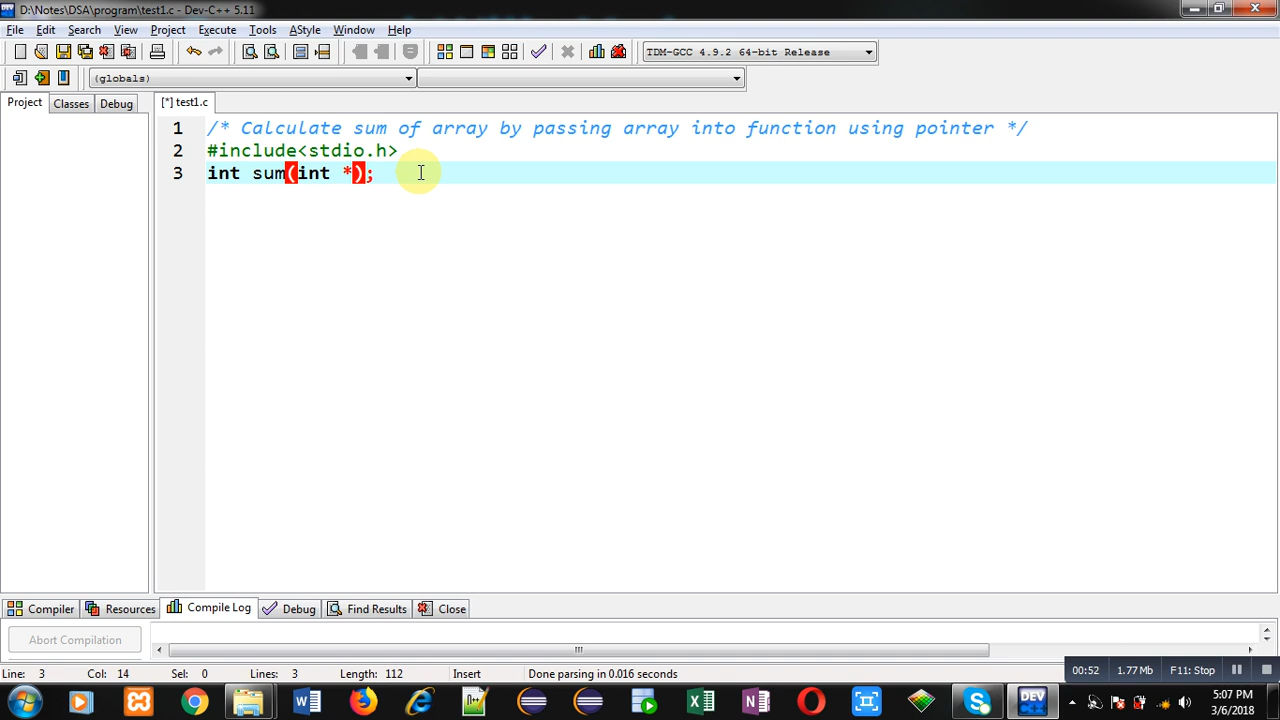 D:\Notes\DSA\program\test1.c - Dev-C++ 5.11
File Edit Search View Project Execute Tools AStyle Window Help
TDM-GCC 4.9.2 64-bit Release
(globals)
Project Classes Debug
[*] test1.c
1 /* Calculate sum of array by passing array into function using pointer */
2 #include<stdio.h>
3 int sum(int *);
Compiler Resources Compile Log Debug Find Results Close
Abort Compilation
Line: 3 Col: 14 Sel: 0 Lines: 3 Length: 112 Insert Done parsing in 0.016 seconds
00:52 1.77 Mb F11: Stop
DEV
5:07 PM
3/6/2018